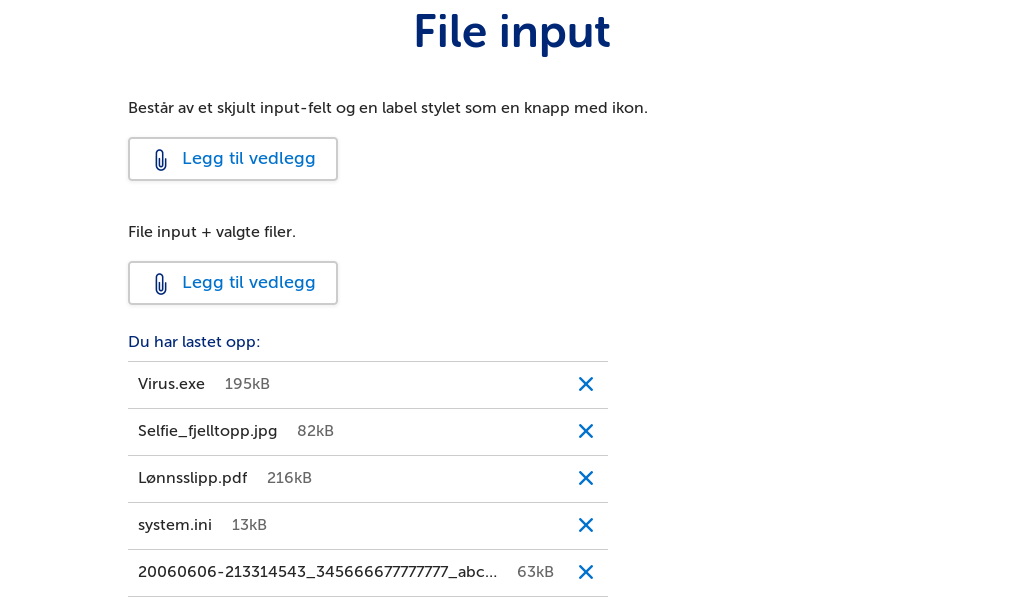 File input
Består av et skjult input-felt og en label stylet som en knapp med ikon.
Legg til vedlegg
File input + valgte filer.
Legg til vedlegg
Du har lastet opp:
Virus.exe 195kB
Selfie_fjelltopp.jpg 82kB
Lønnsslipp.pdf 216kB
system.ini 13kB
20060606-213314543_345666677777777_abc... 63kB